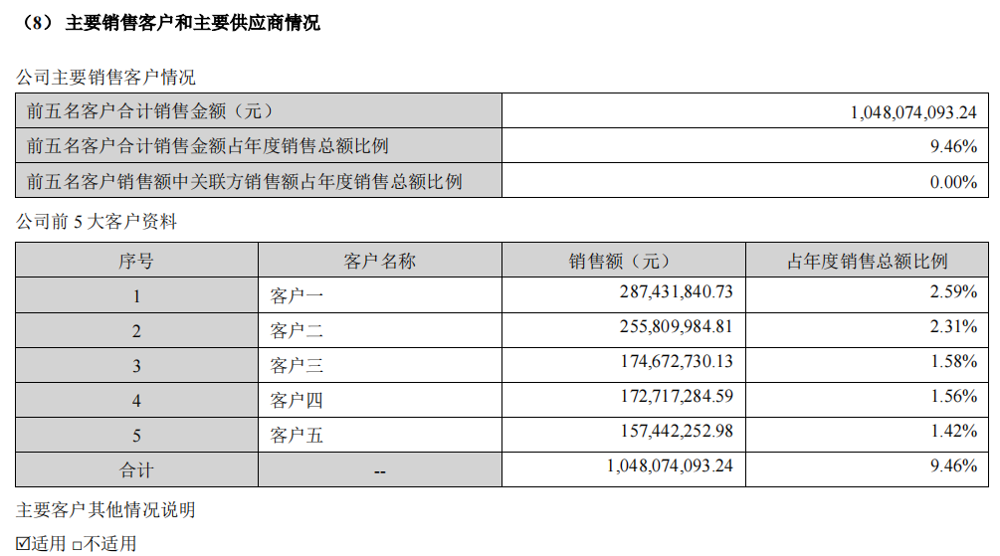 （8） 主要销售客户和主要供应商情况
公司主要销售客户情况
前五名客户合计销售金额（元） 1,048,074,093.24
前五名客户合计销售金额占年度销售总额比例 9.46%
前五名客户销售额中关联方销售额占年度销售总额比例 0.00%
公司前 5 大客户资料
序号 客户名称 销售额（元） 占年度销售总额比例
1 客户一 287,431,840.73 2.59%
2 客户二 255,809,984.81 2.31%
3 客户三 174,672,730.13 1.58%
4 客户四 172,717,284.59 1.56%
5 客户五 157,442,252.98 1.42%
合计 -- 1,048,074,093.24 9.46%
主要客户其他情况说明
☑适用 □不适用